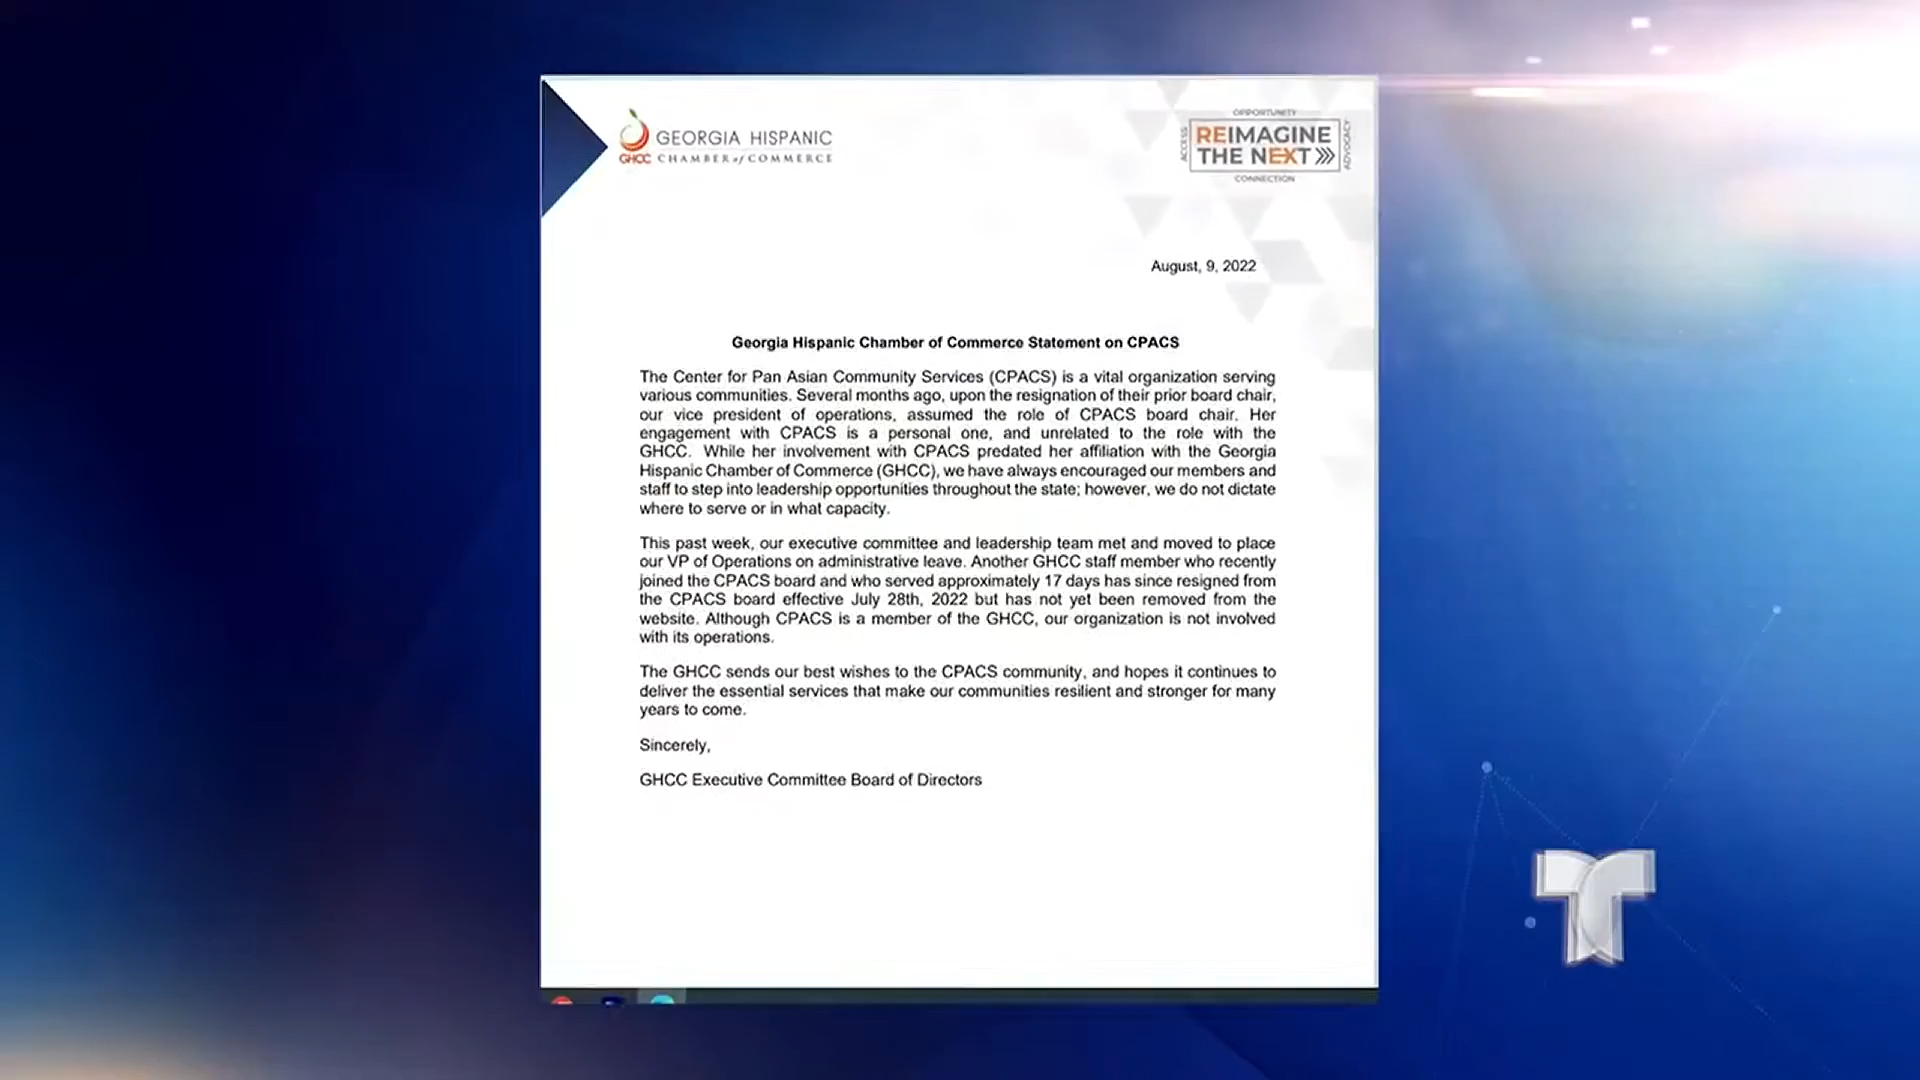 GEORGIA HISPANIC
GHCC CHAMBER of COMMERCE
OPPORTUNITY
ACCESS
REIMAGINE
THE NEXT
ADVOCACY
CONNECTION
August, 9, 2022
Georgia Hispanic Chamber of Commerce Statement on CPACS
The Center for Pan Asian Community Services (CPACS) is a vital organization serving
various communities. Several months ago, upon the resignation of their prior board chair,
our vice president of operations, assumed the role of CPACS board chair. Her
engagement with CPACS is a personal one, and unrelated to the role with the
GHCC. While her involvement with CPACS predated her affiliation with the Georgia
Hispanic Chamber of Commerce (GHCC), we have always encouraged our members and
staff to step into leadership opportunities throughout the state; however, we do not dictate
where to serve or in what capacity.
This past week, our executive committee and leadership team met and moved to place
our VP of Operations on administrative leave. Another GHCC staff member who recently
joined the CPACS board and who served approximately 17 days has since resigned from
the CPACS board effective July 28th, 2022 but has not yet been removed from the
website. Although CPACS is a member of the GHCC, our organization is not involved
with its operations.
The GHCC sends our best wishes to the CPACS community, and hopes it continues to
deliver the essential services that make our communities resilient and stronger for many
years to come.
Sincerely,
GHCC Executive Committee Board of Directors